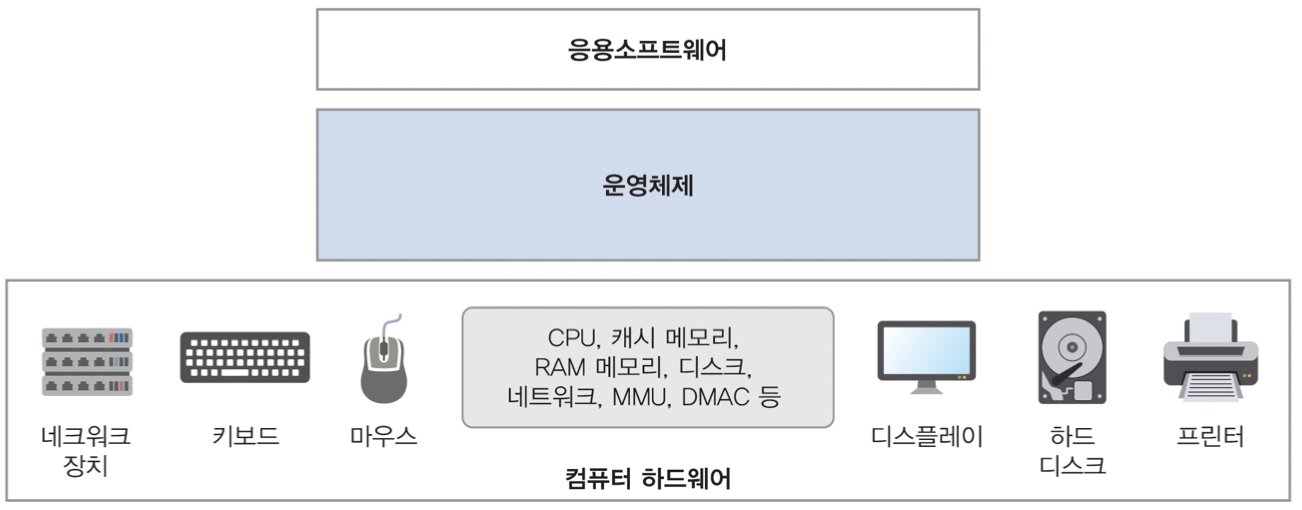 응용소프트웨어
운영체제
CPU, 캐시 메모리,
RAM 메모리, 디스크,
네트워크, MMU, DMAC 등
네크워크
장치
키보드
마우스
디스플레이
하드
디스크
프린터
컴퓨터 하드웨어